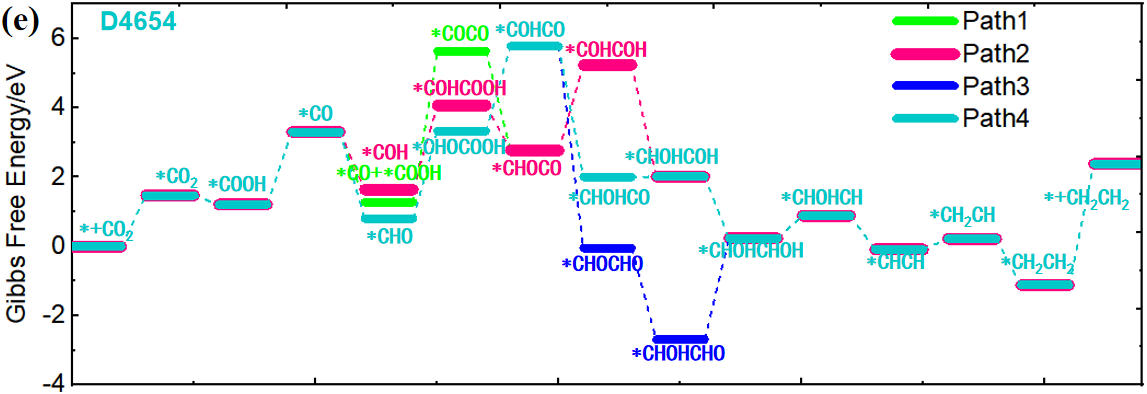 (e)
D4654
Gibbs Free Energy/eV
6
4
2
0
-2
-4
Path1
Path2
Path3
Path4
*+CO₂
*CO₂
*COOH
*CO
*COH
*CO+*COOH
*CHO
*COCO
*COHCOOH
*CHOCOOH
*COHCO
*CHOCO
*COHCOH
*CHOHCO
*CHOCHO
*CHOHCOH
*CHOHCHO
*CHOHCHOH
*CHOHCH
*CHCH
*CH₂CH
*CH₂CH₂
*+CH₂CH₂